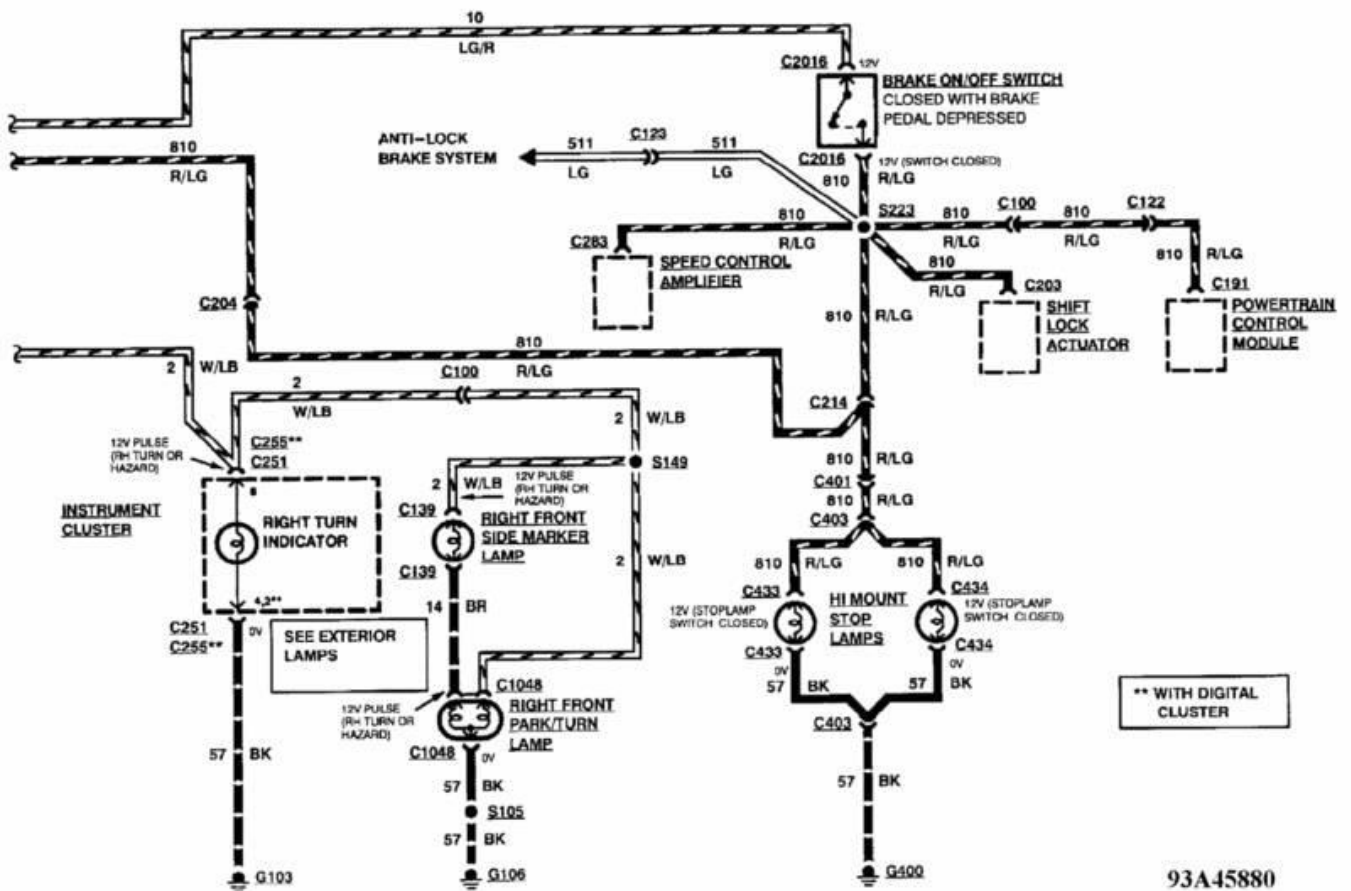 10
LG/R
C2016 12V
BRAKE ON/OFF SWITCH
CLOSED WITH BRAKE
PEDAL DEPRESSED
ANTI-LOCK
BRAKE SYSTEM
511
LG
C123
511
LG
C2016 12V (SWITCH CLOSED)
810 R/LG
810
R/LG
S223
810
R/LG
C100
810
R/LG
C122
810 R/LG
C191
POWERTRAIN
CONTROL
MODULE
810
R/LG
C283
SPEED CONTROL
AMPLIFIER
810
R/LG
C203
SHIFT
LOCK
ACTUATOR
C204
810 R/LG
810
R/LG
C214
2 W/LB
2
W/LB
C100
2 W/LB
12V PULSE
(RH TURN OR
HAZARD)
C255**
C251
S149
810 R/LG
C401
810 R/LG
C403
INSTRUMENT
CLUSTER
8
RIGHT TURN
INDICATOR
4,2**
C251 0V
C255**
2 W/LB
12V PULSE
(RH TURN OR
HAZARD)
C139
RIGHT FRONT
SIDE MARKER
LAMP
C139
14 BR
2 W/LB
810 R/LG
810 R/LG
C433
C434
12V (STOPLAMP
SWITCH CLOSED)
HI MOUNT
STOP
LAMPS
12V (STOPLAMP
SWITCH CLOSED)
C433
0V
C434
0V
57 BK
57 BK
C403
SEE EXTERIOR
LAMPS
12V PULSE
(RH TURN OR
HAZARD)
C1048
RIGHT FRONT
PARK/TURN
LAMP
C1048 0V
** WITH DIGITAL
CLUSTER
57 BK
57 BK
S105
57 BK
57 BK
G103
G106
G400
93A45880